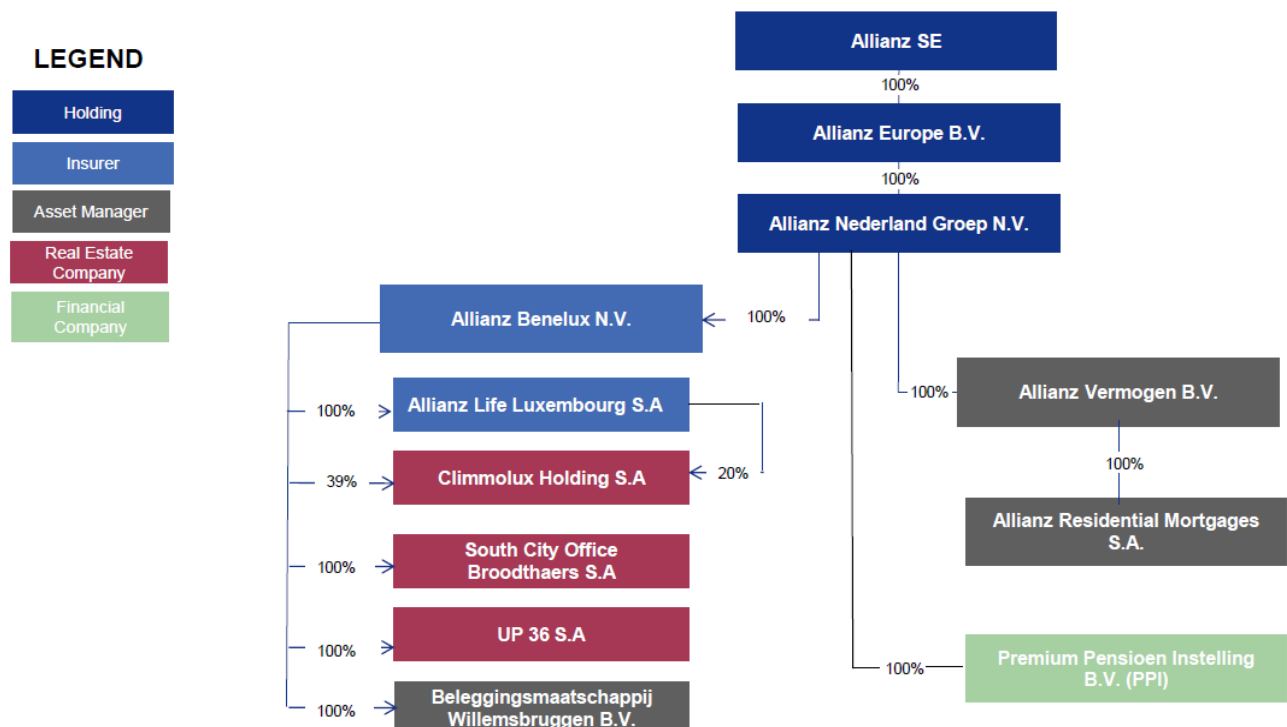 LEGEND
Holding
Insurer
Asset Manager
Real Estate
Company
Financial
Company
Allianz SE
100%
Allianz Europe B.V.
100%
Allianz Nederland Groep N.V.
Allianz Benelux N.V.
100%
100%
Allianz Life Luxembourg S.A
39%
Climmolux Holding S.A
20%
100%
South City Office
Broodthaers S.A
100%
UP 36 S.A
100%
Beleggingsmaatschappij
Willemsbruggen B.V.
100%
Allianz Vermogen B.V.
100%
Allianz Residential Mortgages
S.A.
100%
Premium Pensioen Instelling
B.V. (PPI)